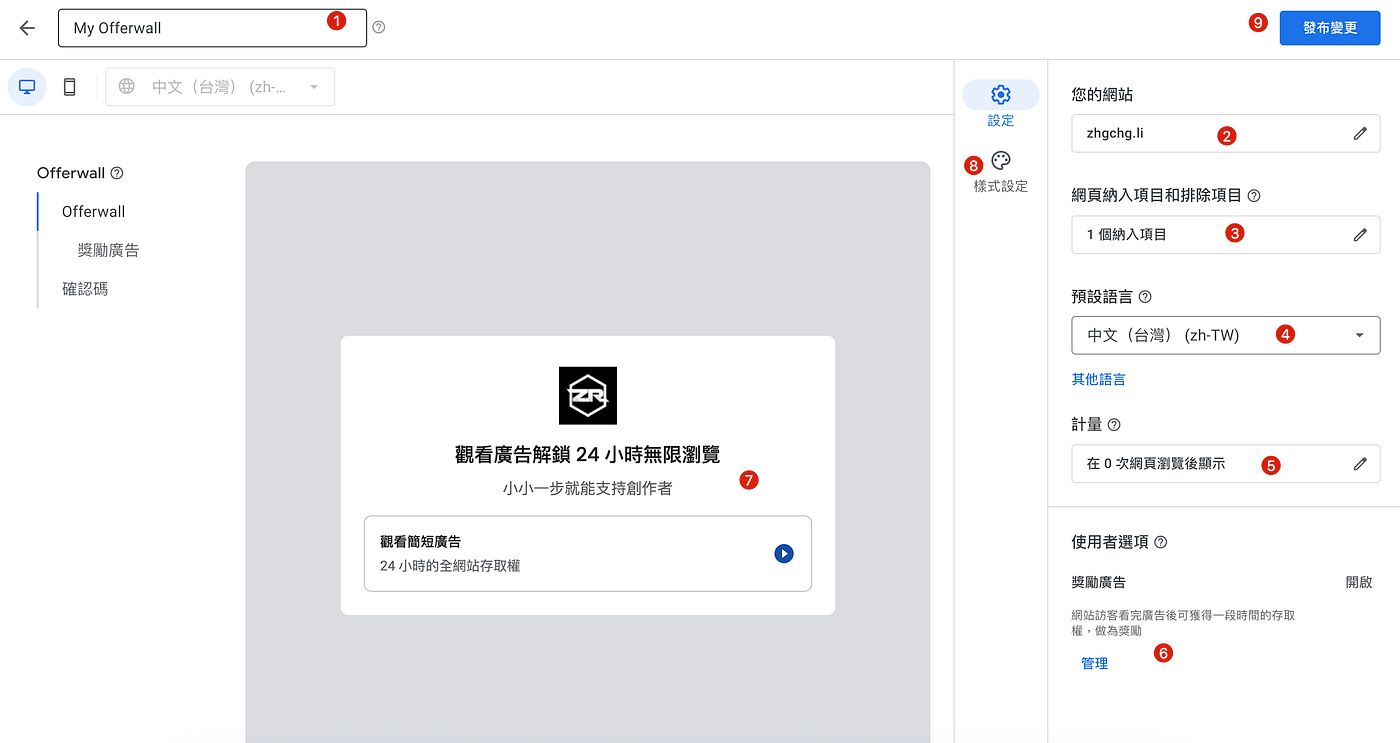 My Offerwall
1
9
發布變更
中文（台灣） (zh-...
設定
8
樣式設定
Offerwall
Offerwall
獎勵廣告
確認碼
ZR
觀看廣告解鎖 24 小時無限瀏覽
小小一步就能支持創作者
7
觀看簡短廣告
24 小時的全網站存取權
您的網站
zhgchg.li
2
網頁納入項目和排除項目
1 個納入項目
3
預設語言
中文（台灣） (zh-TW)
4
其他語言
計量
在 0 次網頁瀏覽後顯示
5
使用者選項
獎勵廣告
開啟
網站訪客看完廣告後可獲得一段時間的存取
權，做為獎勵
管理
6